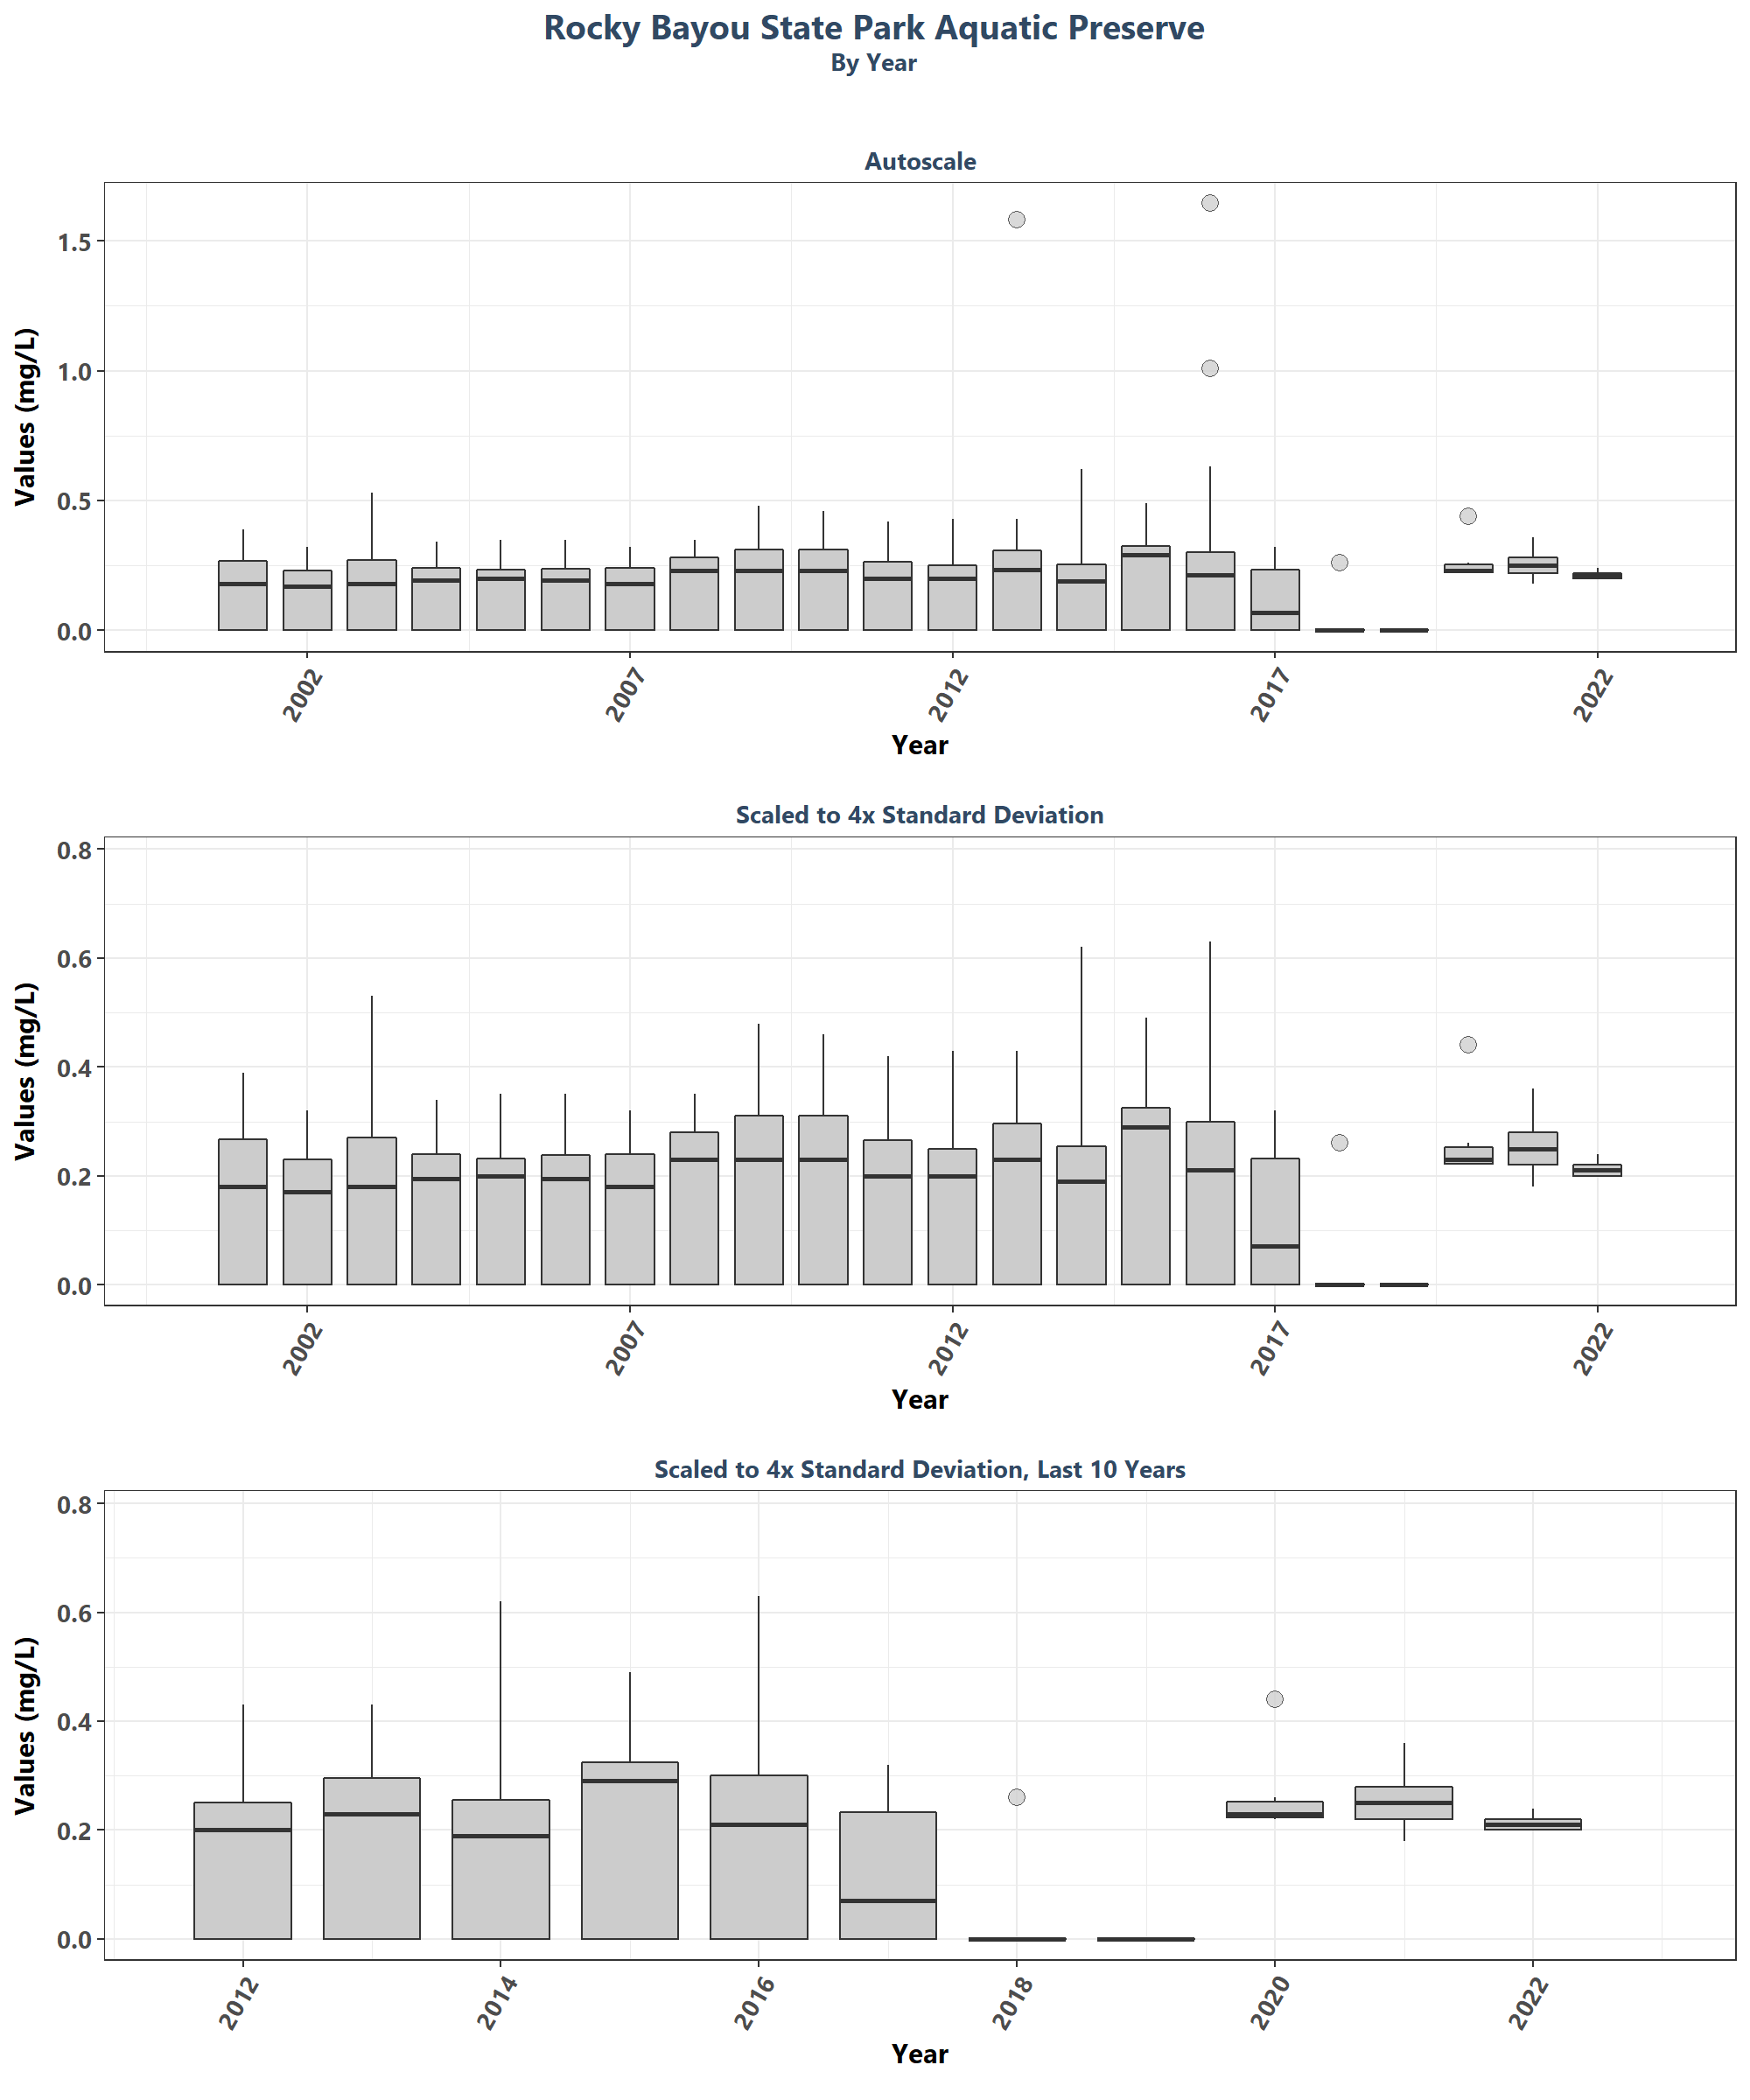 Rocky Bayou State Park Aquatic Preserve
By Year
Autoscale
Values (mg/L)
1.5
1.0
0.5
0.0
2002 2007 2012 2017 2022
Year
Scaled to 4x Standard Deviation
Values (mg/L)
0.8
0.6
0.4
0.2
0.0
2002 2007 2012 2017 2022
Year
Scaled to 4x Standard Deviation, Last 10 Years
Values (mg/L)
0.8
0.6
0.4
0.2
0.0
2012 2014 2016 2018 2020 2022
Year